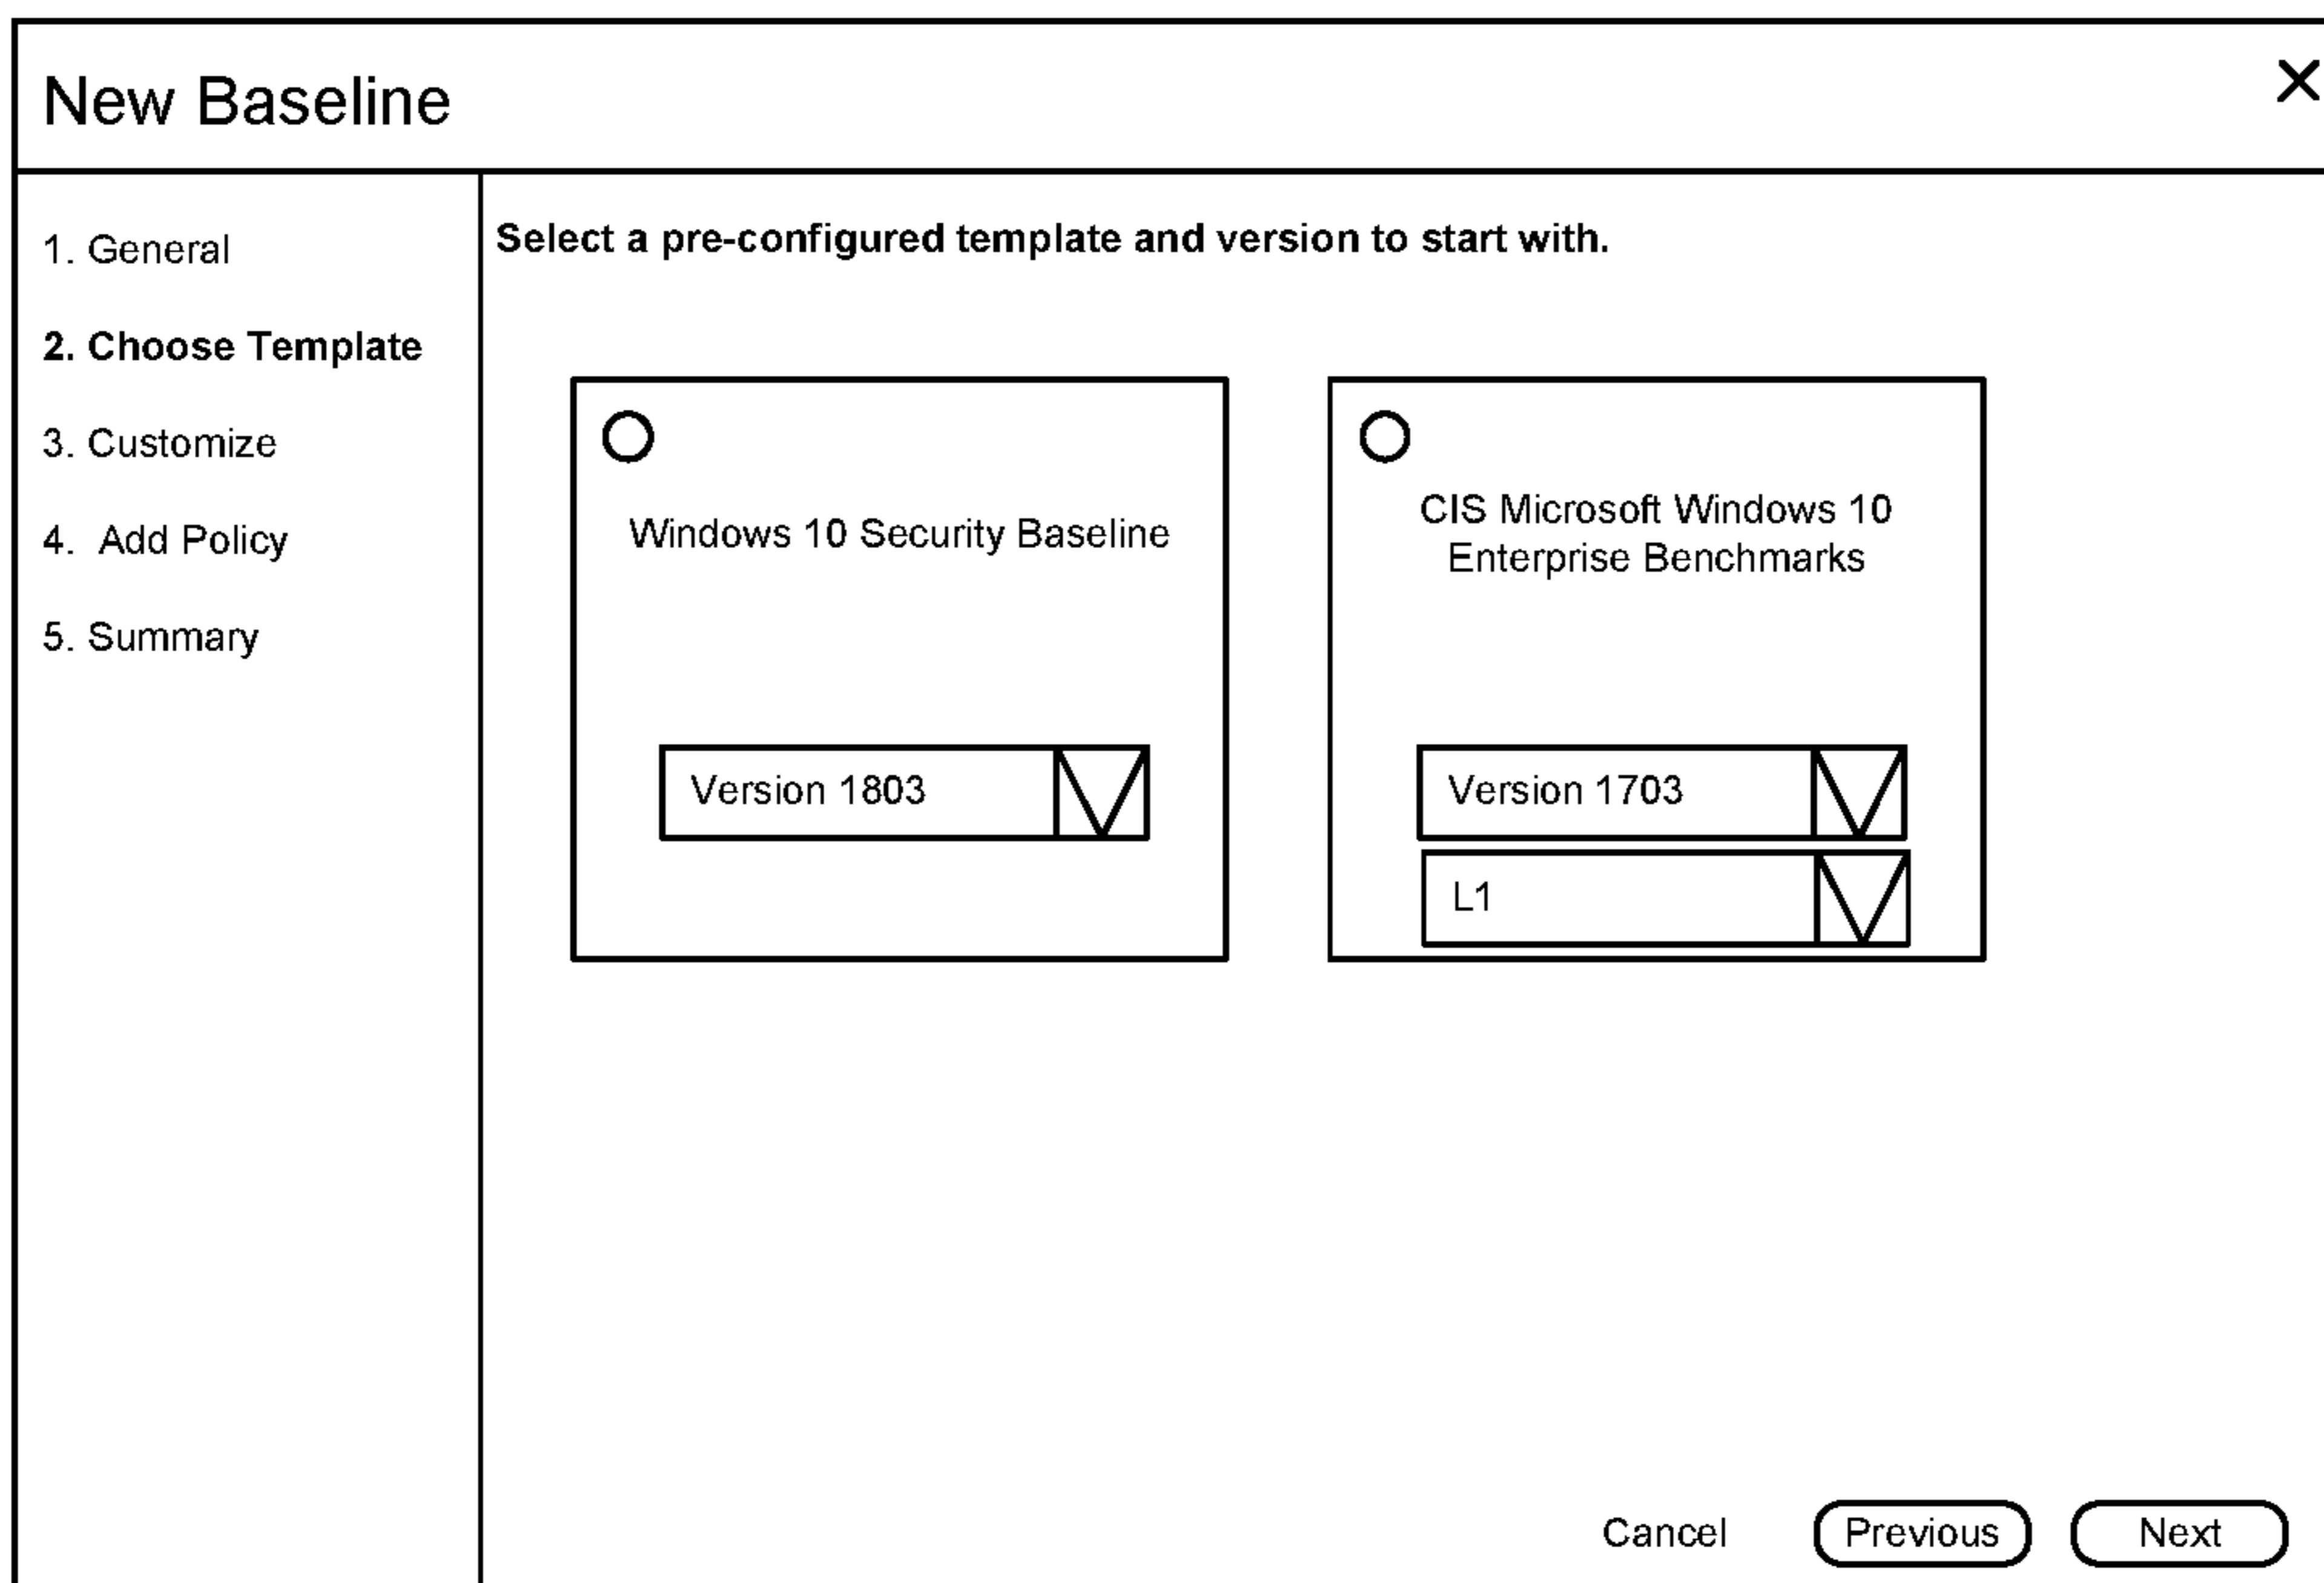 New Baseline
1. General
2. Choose Template
3. Customize
4. Add Policy
5. Summary
Select a pre-configured template and version to start with.
Windows 10 Security Baseline
Version 1803
CIS Microsoft Windows 10
Enterprise Benchmarks
Version 1703
L1
Cancel
Previous
Next